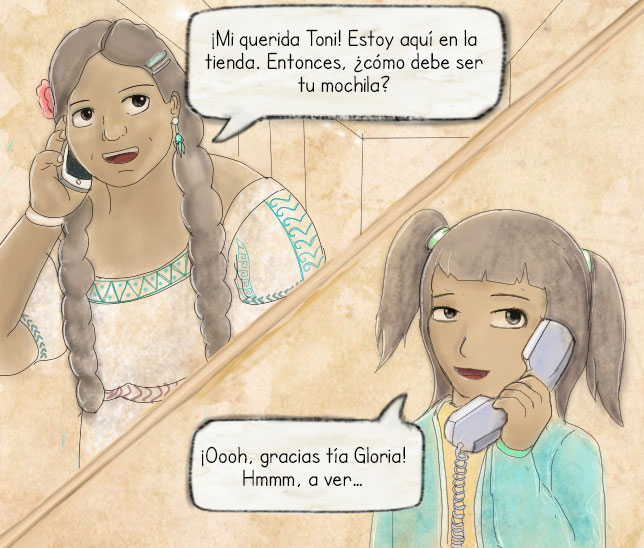 ¡Mi querida Toni! Estoy aquí en la
tienda. Entonces, ¿cómo debe ser
tu mochila?
¡Oooh, gracias tía Gloria!
Hmmm, a ver...